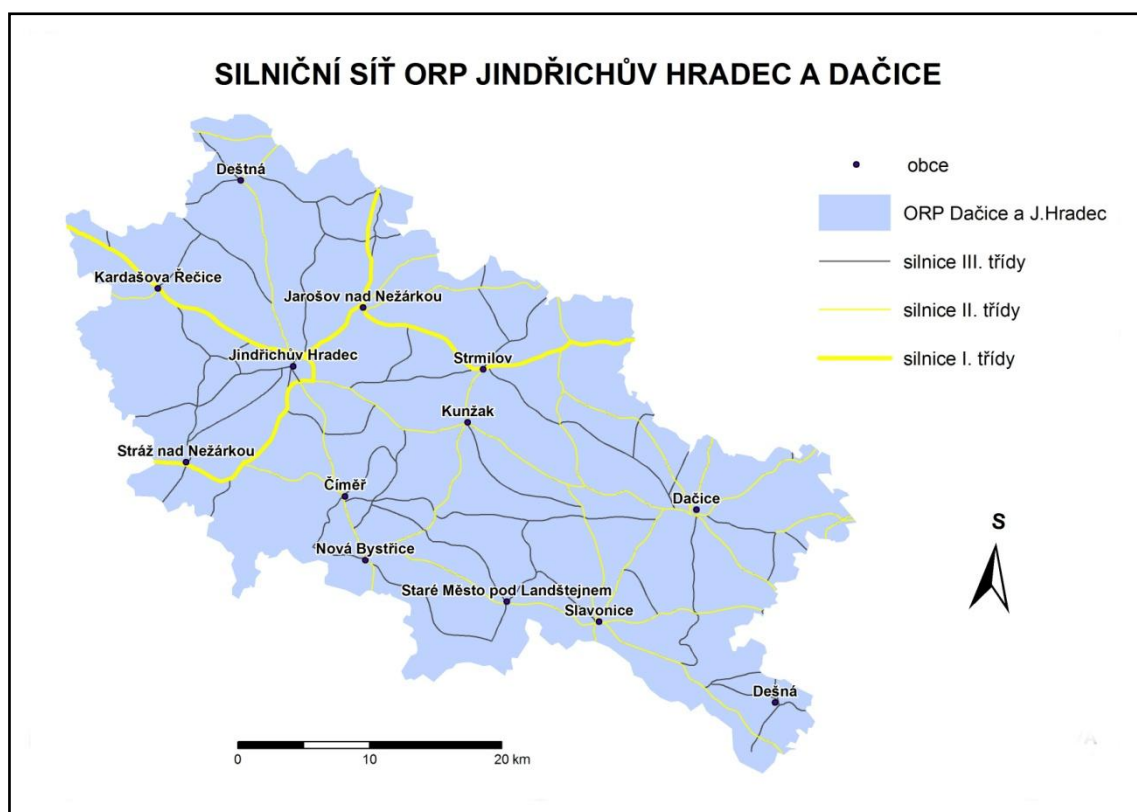 SILNIČNÍ SÍŤ ORP JINDŘICHŮV HRADEC A DAČICE
obce
ORP Dačice a J.Hradec
silnice III. třídy
silnice II. třídy
silnice I. třídy
Deštná
Kardašova Řečice
Jarošov nad Nežárkou
Jindřichův Hradec
Strmilov
Kunžak
Stráž nad Nežárkou
Číměř
Dačice
Nová Bystřice
Staré Město pod Landštejnem
Slavonice
Dešná
S
0 10 20 km